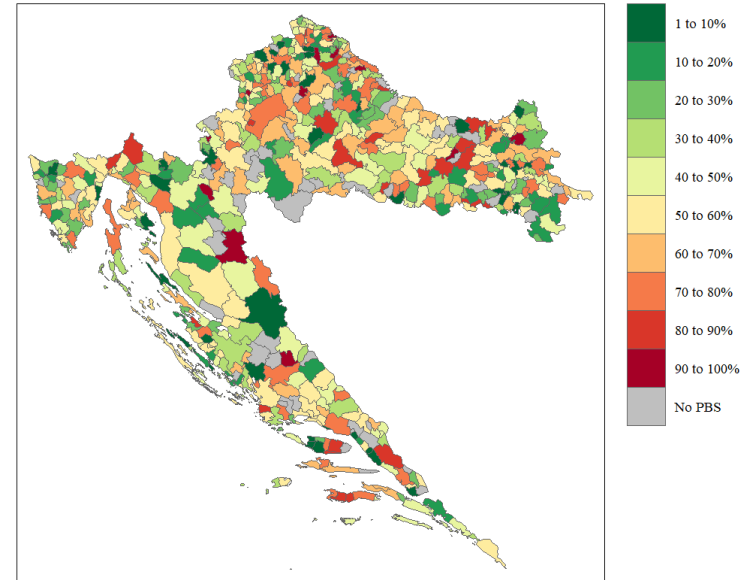 1 to 10%
10 to 20%
20 to 30%
30 to 40%
40 to 50%
50 to 60%
60 to 70%
70 to 80%
80 to 90%
90 to 100%
No PBS